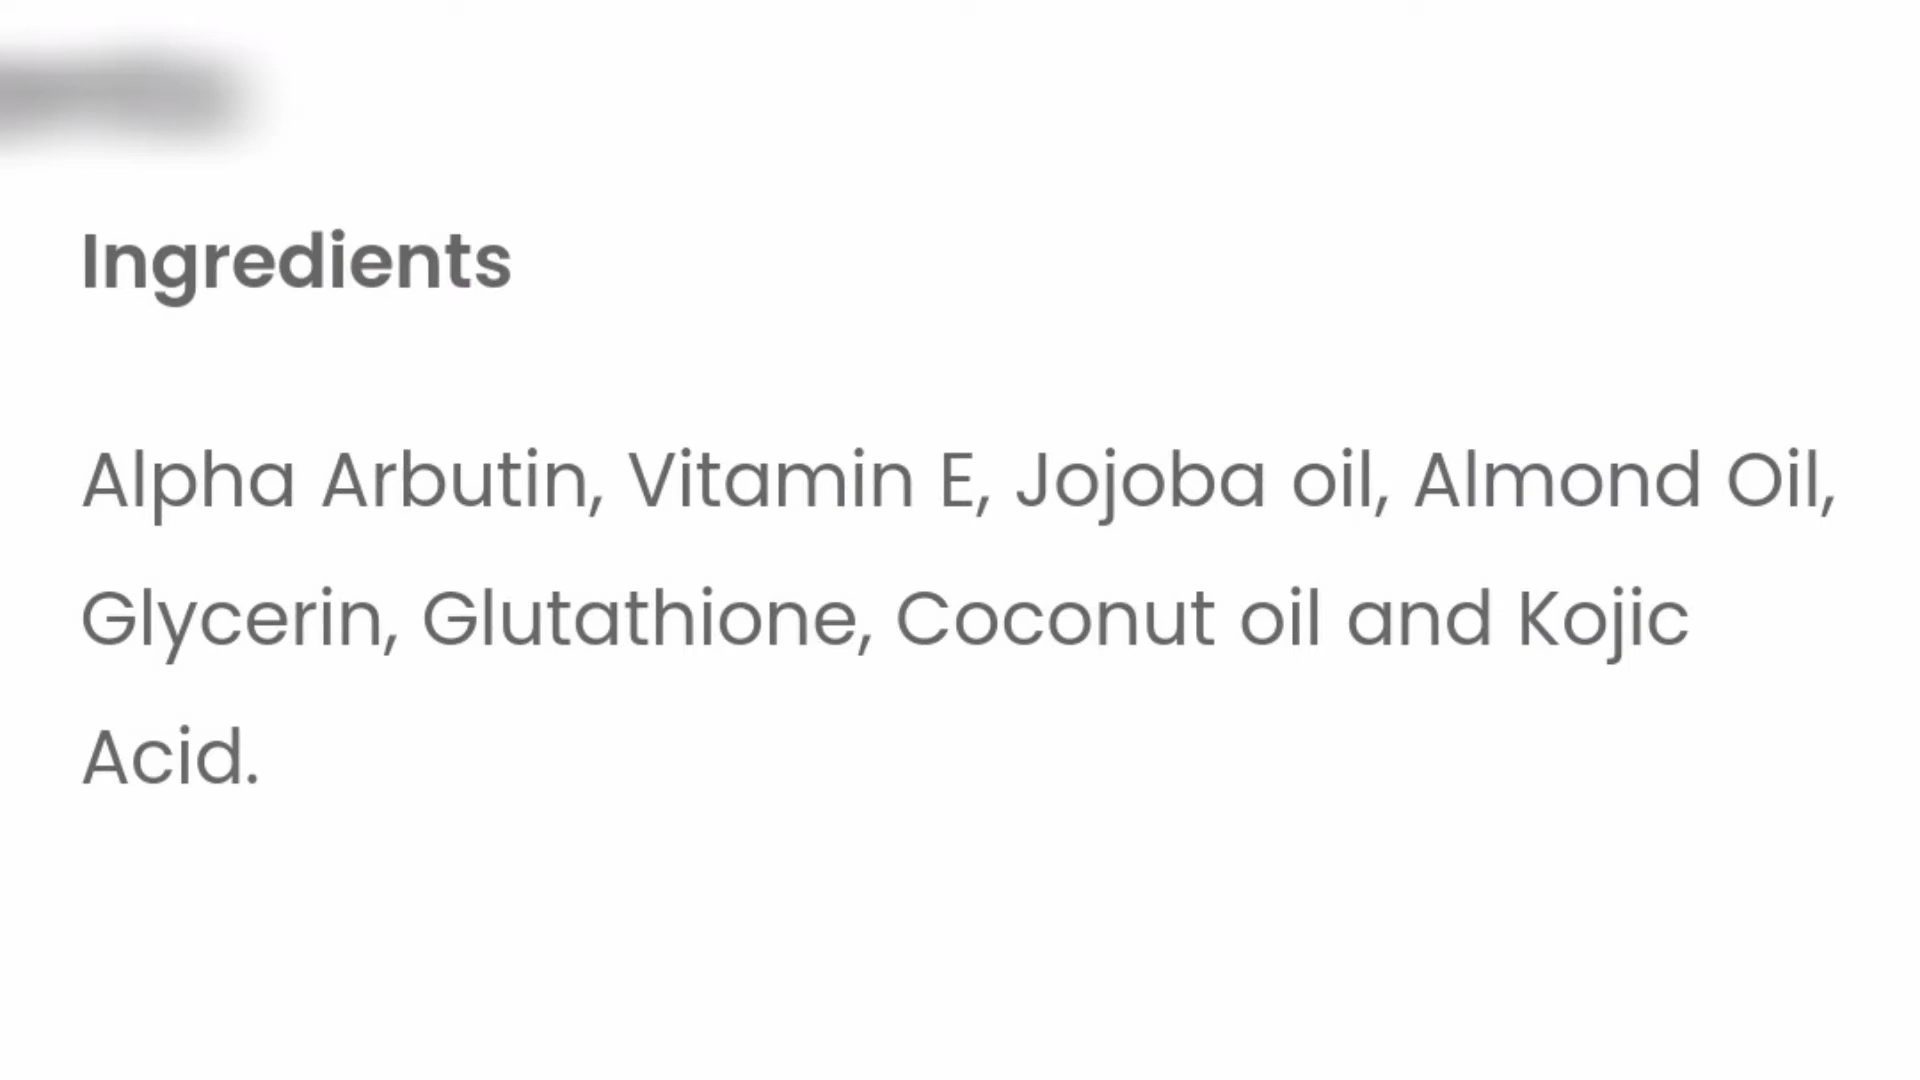 Ingredients
Alpha Arbutin, Vitamin E, Jojoba oil, Almond Oil,
Glycerin, Glutathione, Coconut oil and Kojic
Acid.